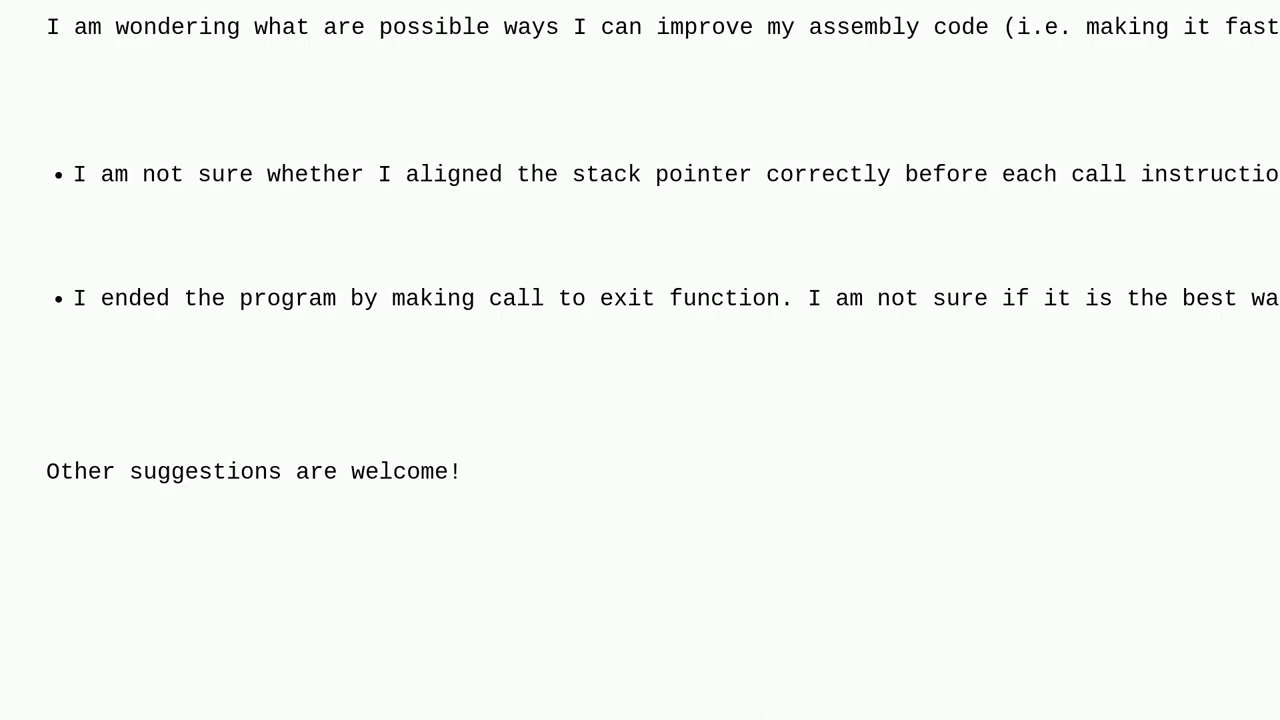 I am wondering what are possible ways I can improve my assembly code (i.e. making it fast
• I am not sure whether I aligned the stack pointer correctly before each call instructio
• I ended the program by making call to exit function. I am not sure if it is the best wa
Other suggestions are welcome!